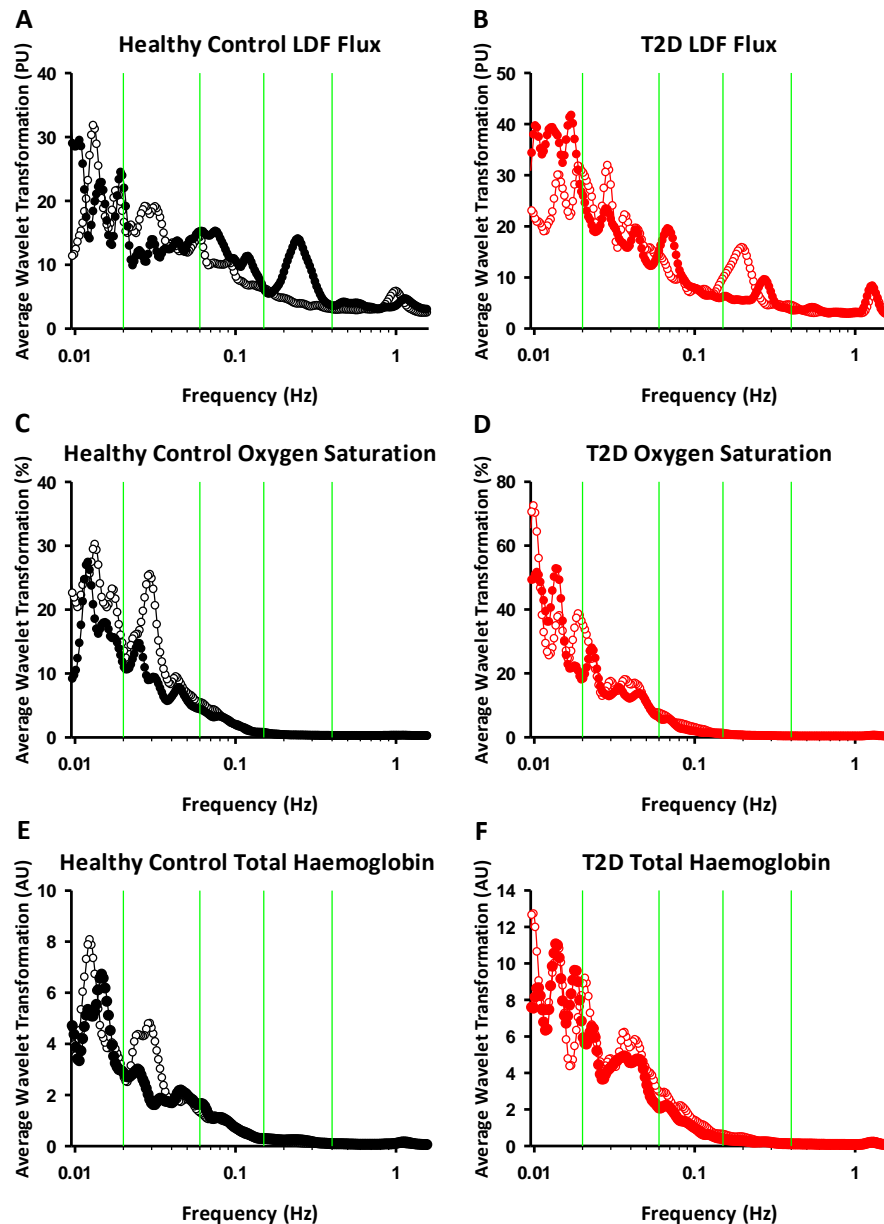 A
Healthy Control LDF Flux
Average Wavelet Transformation (PU)
40
30
20
10
0
0.01
0.1
1
Frequency (Hz)
B
T2D LDF Flux
Average Wavelet Transformation (PU)
50
40
30
20
10
0
0.01
0.1
1
Frequency (Hz)
C
Healthy Control Oxygen Saturation
Average Wavelet Transformation (%)
40
30
20
10
0
0.01
0.1
1
Frequency (Hz)
D
T2D Oxygen Saturation
Average Wavelet Transformation (%)
80
60
40
20
0
0.01
0.1
1
Frequency (Hz)
E
Healthy Control Total Haemoglobin
Average Wavelet Transformation (AU)
10
8
6
4
2
0
0.01
0.1
1
Frequency (Hz)
F
T2D Total Haemoglobin
Average Wavelet Transformation (AU)
14
12
10
8
6
4
2
0
0.01
0.1
1
Frequency (Hz)